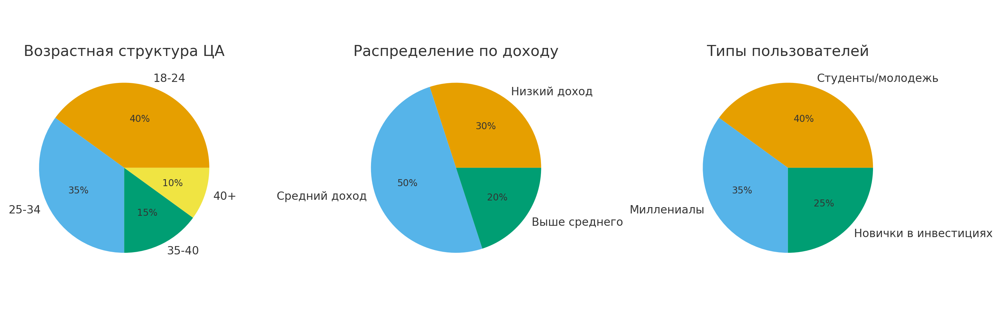 Возрастная структура ЦА
18-24
40%
35%
10%
15%
25-34
40+
35-40
Распределение по доходу
Низкий доход
30%
50%
20%
Средний доход
Выше среднего
Типы пользователей
Студенты/молодежь
40%
35%
25%
Миллениалы
Новички в инвестициях